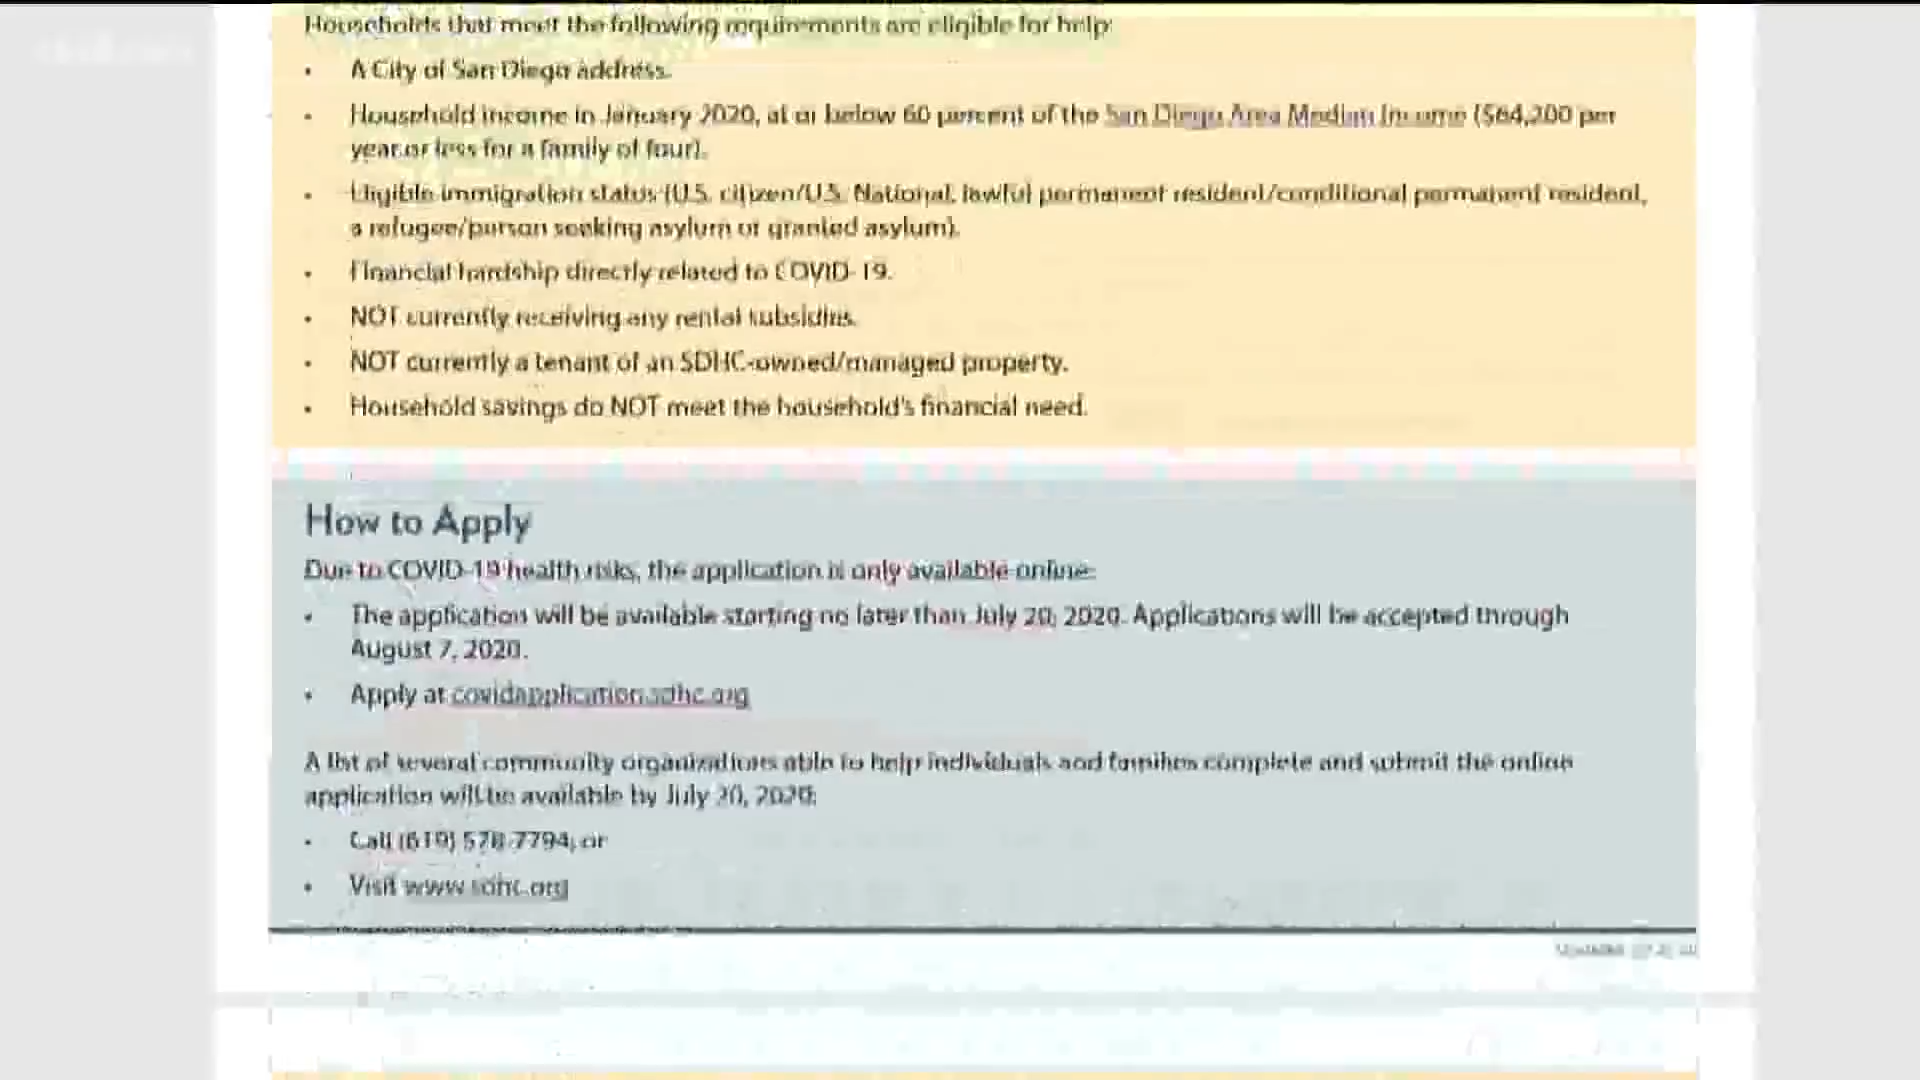 Households that meet the following requirements are eligible for help:
• A City of San Diego address.
• Household income in January 2020, at or below 60 percent of the San Diego Area Median Income ($64,200 per
year or less for a family of four).
• Eligible immigration status (U.S. citizen/U.S. National, lawful permanent resident/conditional permanent resident,
a refugee/person seeking asylum or granted asylum).
• Financial hardship directly related to COVID-19.
• NOT currently receiving any rental subsidies.
• NOT currently a tenant of an SDHC-owned/managed property.
• Household savings do NOT meet the household's financial need.
How to Apply
Due to COVID-19 health risks, the application is only available online:
• The application will be available starting no later than July 20, 2020. Applications will be accepted through
August 7, 2020.
• Apply at covidapplication.sdhc.org
A list of several community organizations able to help individuals and families complete and submit the online
application will be available by July 20, 2020:
• Call (619) 578-7794; or
• Visit www.sdhc.org